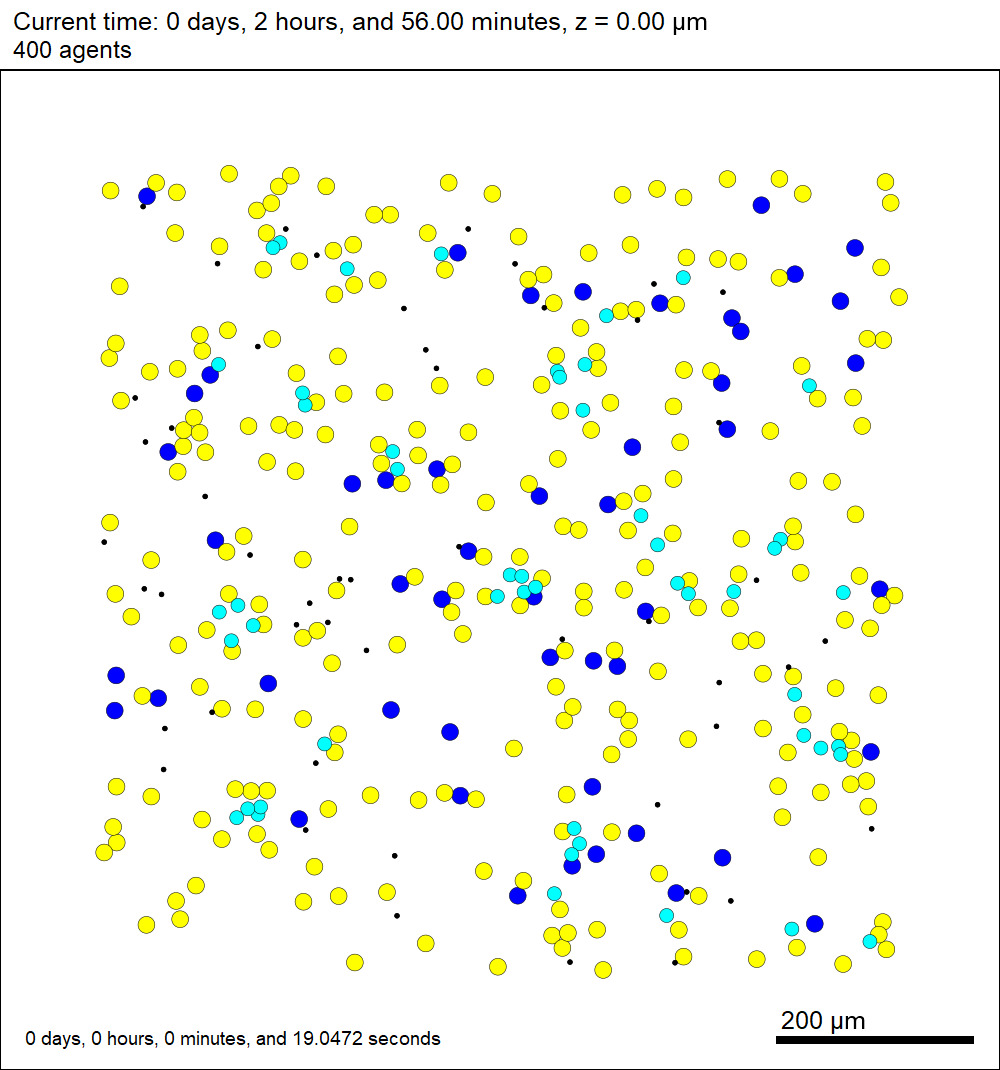 Current time: 0 days, 2 hours, and 56.00 minutes, z = 0.00 µm
400 agents
200 µm
0 days, 0 hours, 0 minutes, and 19.0472 seconds